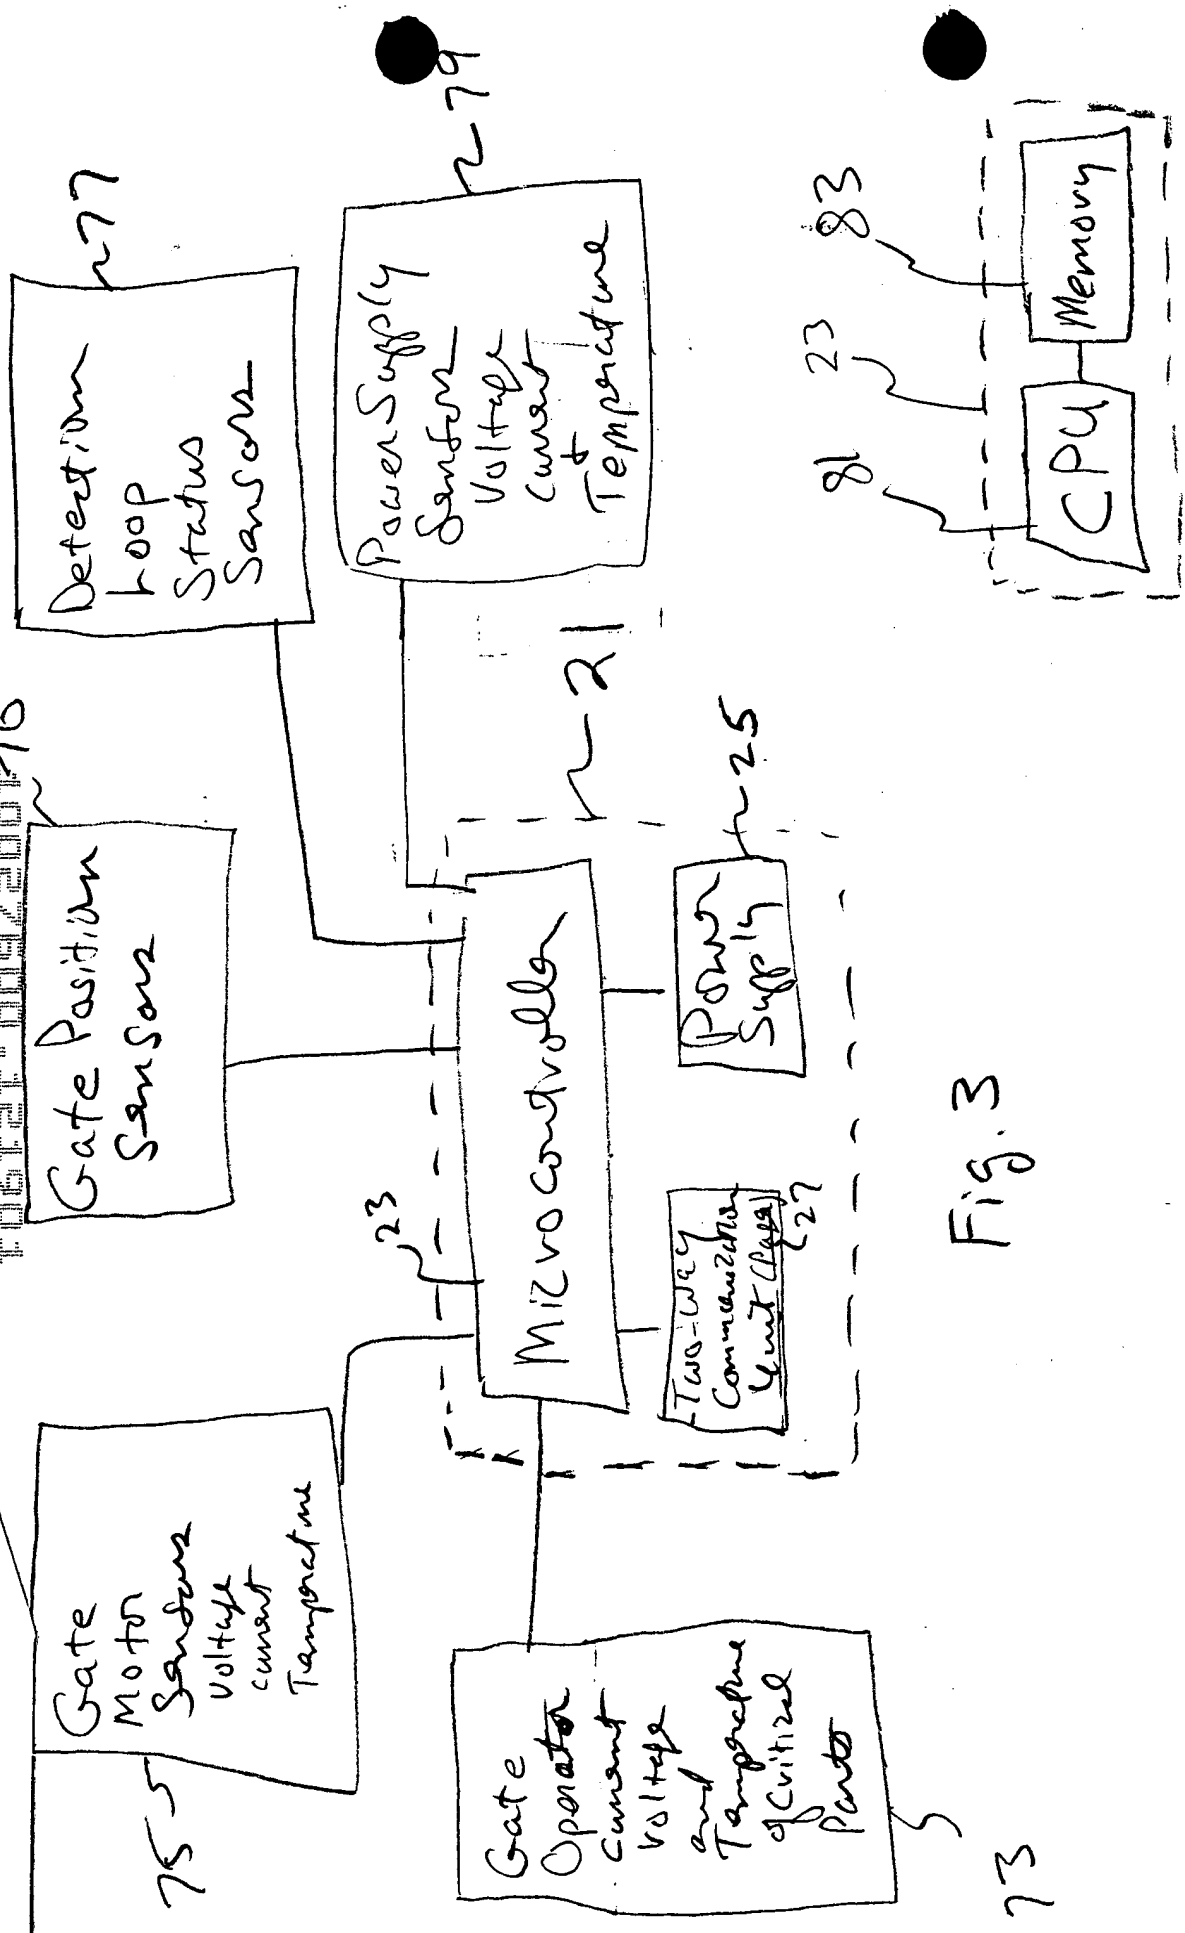 Gate
Motor
Sensors
Voltage
Current
Temperature
75
Gate Position
Sensors
Detection
Loop
Status
Sensors
77
Power Supply
Sensors
Voltage
Current
+
Temperature
79
Gate
Operator
Current
Voltage
and
Temperature
of Critical
Parts
73
23
Microcontroller
21
Two-Way
Communication
Unit
27
Power
Supply
25
81
23
83
CPU
Memory
Fig. 3